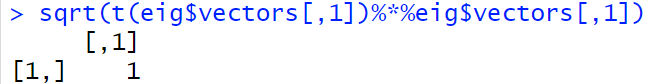 > sqrt(t(eig$vectors[,1])%*%eig$vectors[,1])
     [,1]
[1,]    1